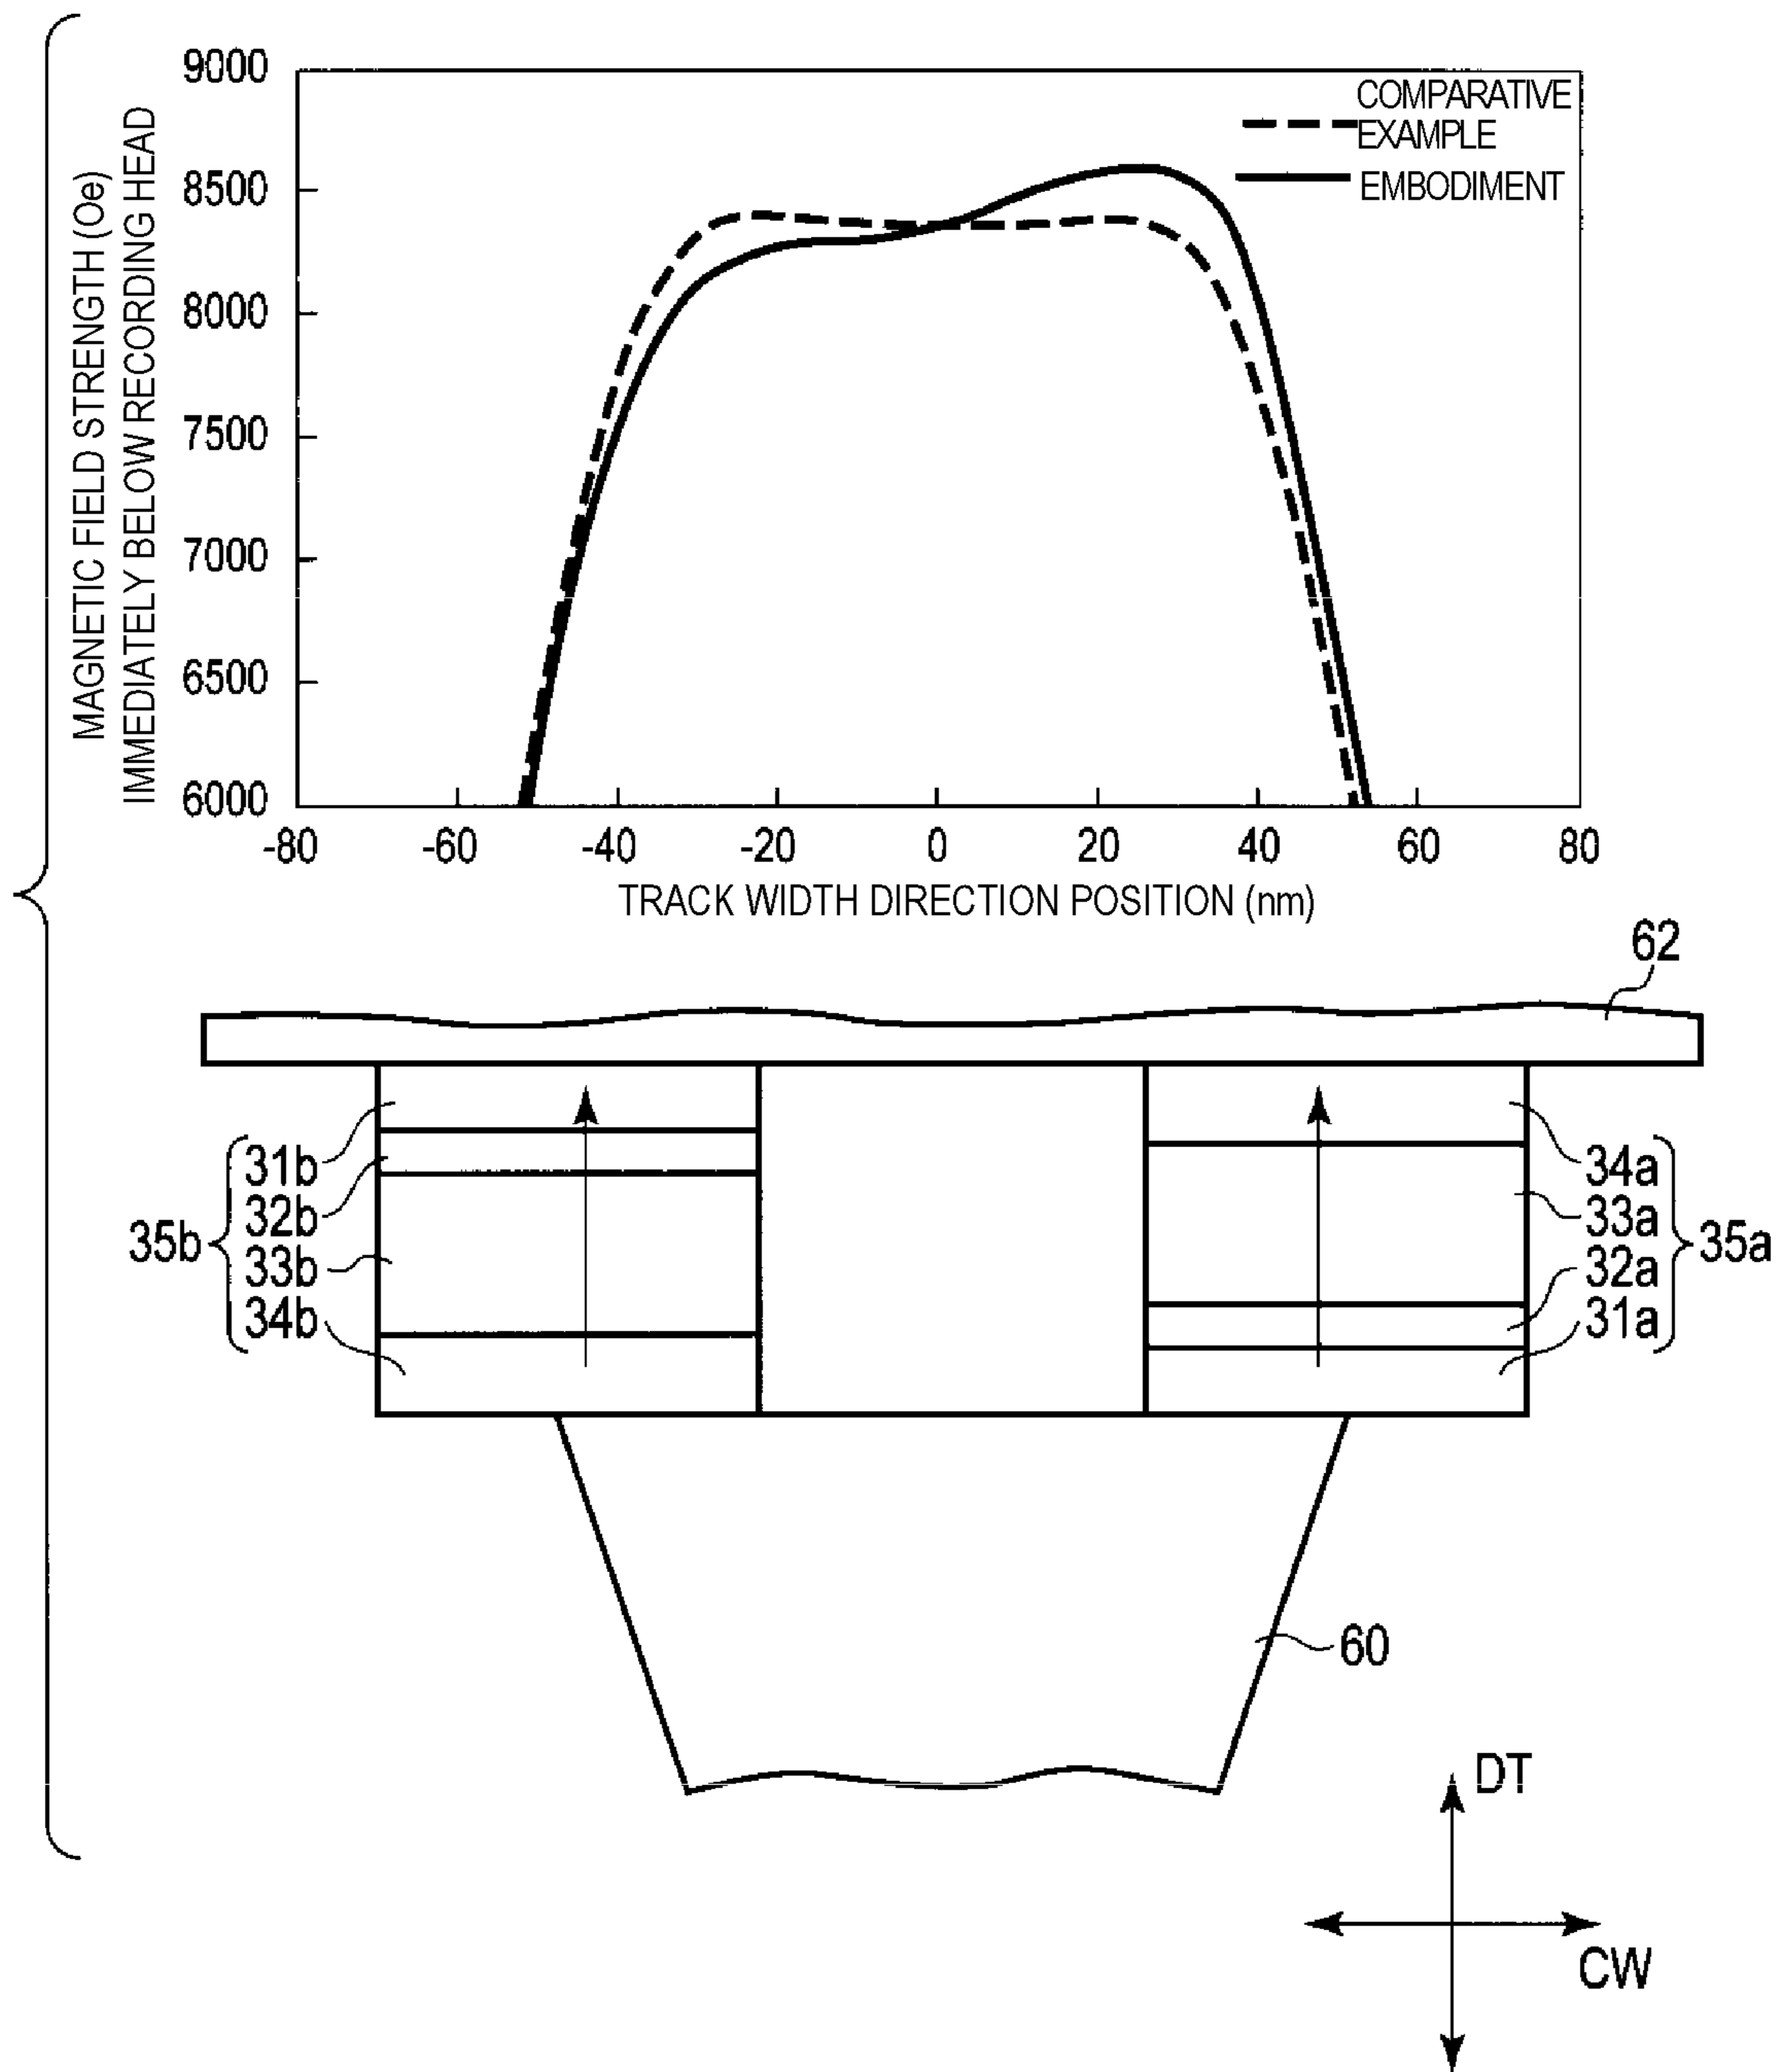 MAGNETIC FIELD STRENGTH (Oe)
IMMEDIATELY BELOW RECORDING HEAD
9000
8500
8000
7500
7000
6500
6000
COMPARATIVE
EXAMPLE
EMBODIMENT
-80 -60 -40 -20 0 20 40 60 80
TRACK WIDTH DIRECTION POSITION (nm)
62
35b
31b
32b
33b
34b
34a
33a
32a
31a
35a
60
DT
CW